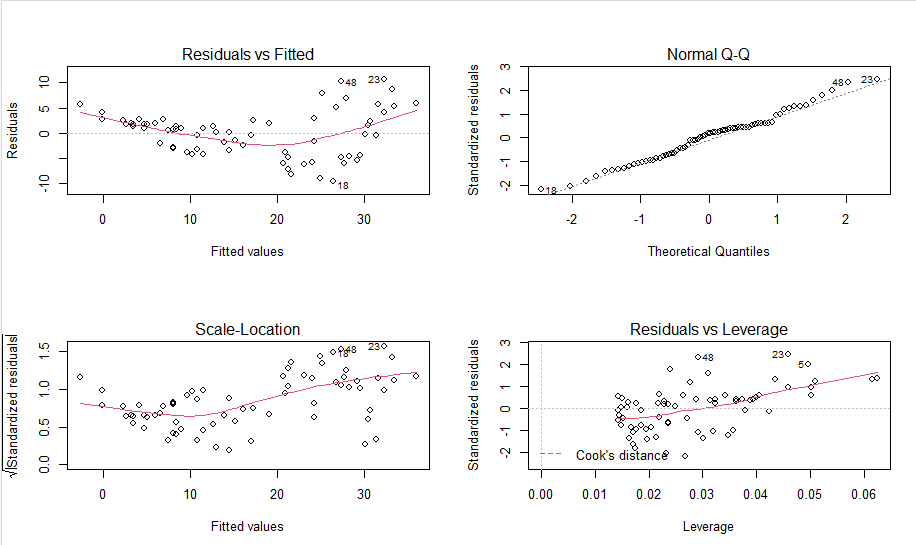 Residuals vs Fitted
Residuals
-10 0 5 10
48
23
18
0 10 20 30
Fitted values
Normal Q-Q
Standardized residuals
-2 -1 0 1 2 3
48
23
18
-2 -1 0 1 2
Theoretical Quantiles
Scale-Location
√|Standardized residuals|
0.0 0.5 1.0 1.5
48
23
18
0 10 20 30
Fitted values
Residuals vs Leverage
Standardized residuals
-2 -1 0 1 2 3
48
23
5
Cook's distance
0.00 0.01 0.02 0.03 0.04 0.05 0.06
Leverage